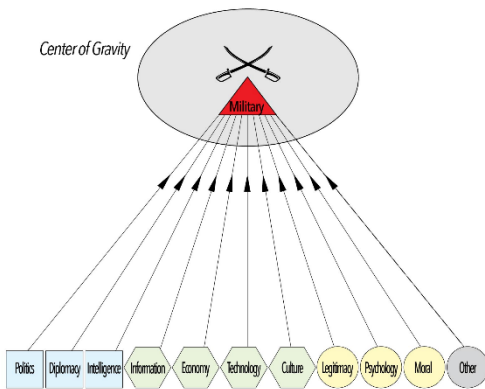 Center of Gravity
Military
Politics
Diplomacy
Intelligence
Information
Economy
Technology
Culture
Legitimacy
Psychology
Moral
Other